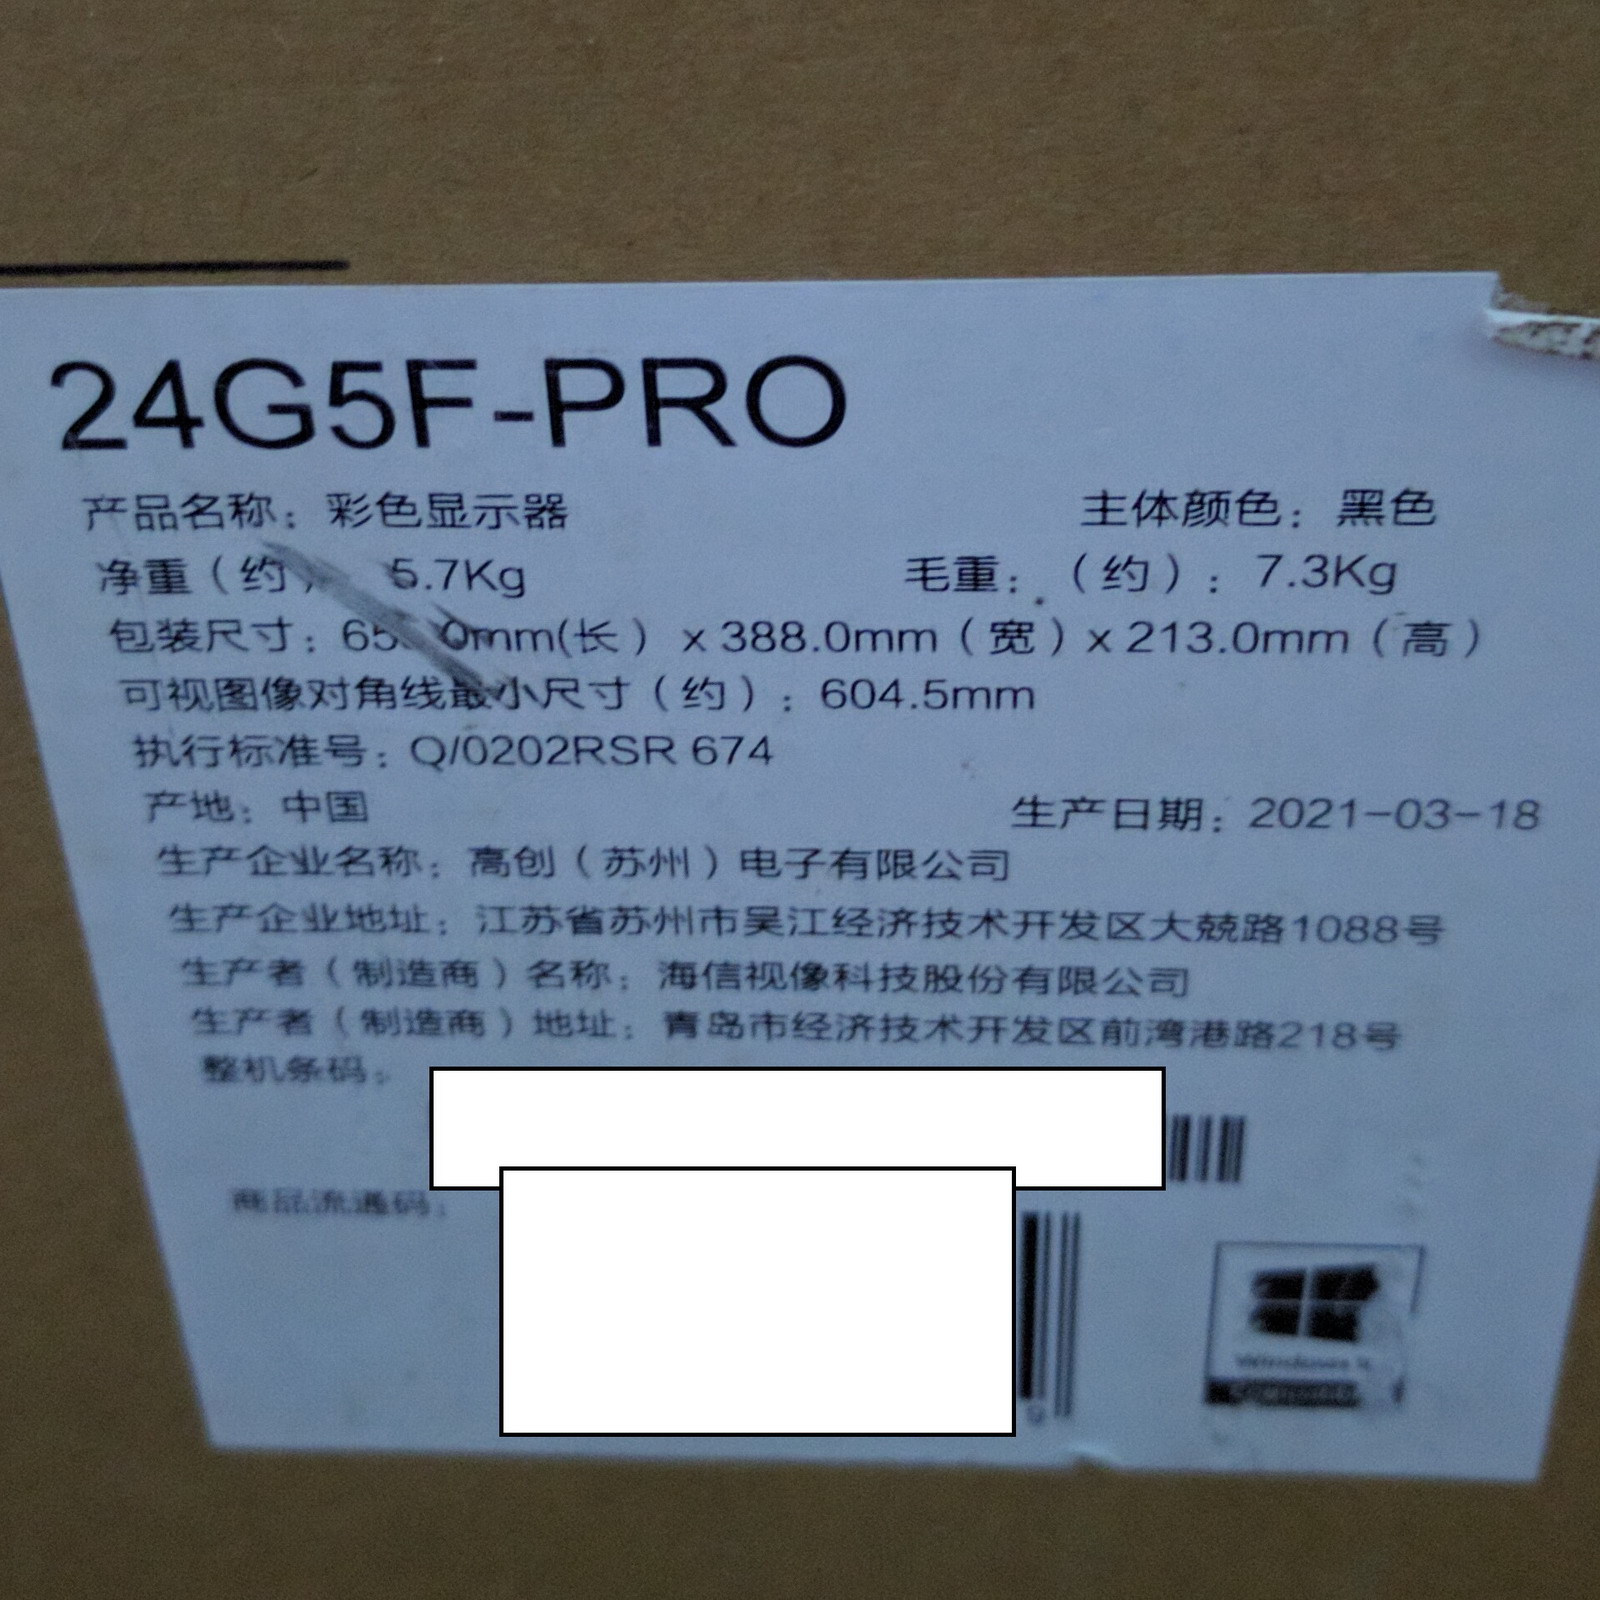 24G5F-PRO
产品名称：彩色显示器 主体颜色：黑色
净重（约） 5.7Kg 毛重：（约）：7.3Kg
包装尺寸： x 388.0mm（宽）x 213.0mm（高）
可视图像对角线最小尺寸（约）：604.5mm
执行标准号：Q/0202RSR 674
产地：中国 生产日期：2021-03-18
生产企业名称：高创（苏州）电子有限公司
生产企业地址：江苏省苏州市吴江经济技术开发区大兢路1088号
生产者（制造商）名称：海信视像科技股份有限公司
生产者（制造商）地址：青岛市经济技术开发区前湾港路218号
整机条码：
商品流通码：